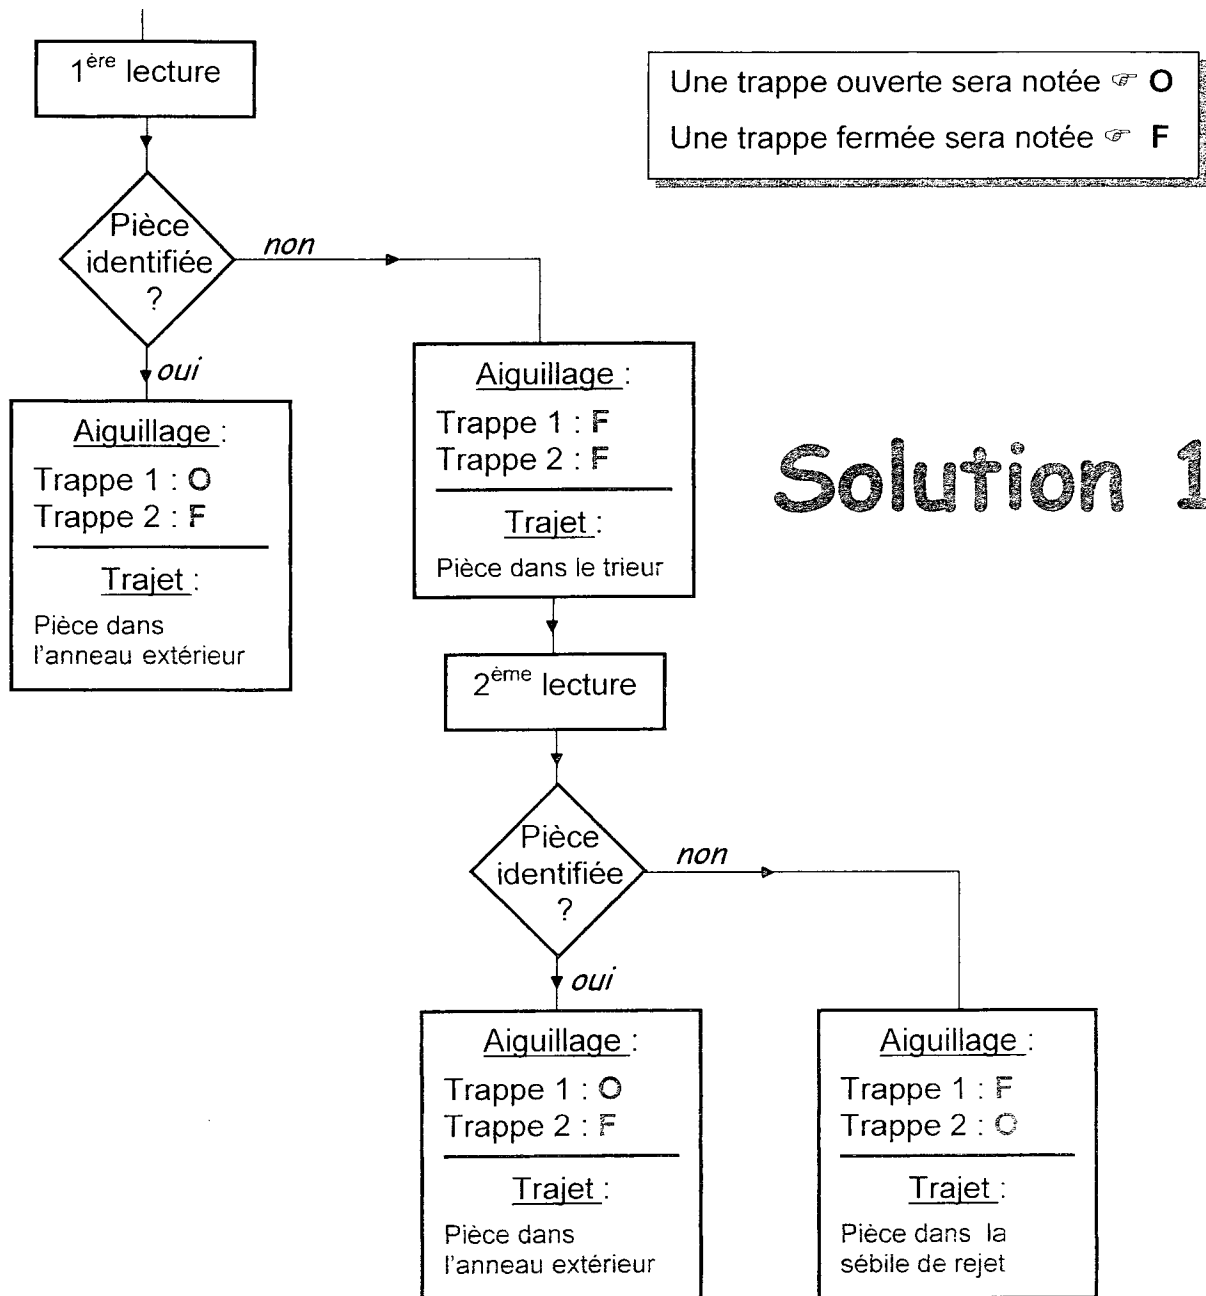 1ère lecture
Une trappe ouverte sera notée ☞ O
Une trappe fermée sera notée ☞ F
Pièce
identifiée
?
non
oui
Aiguillage :
Trappe 1 : O
Trappe 2 : F
Trajet :
Pièce dans
l'anneau extérieur
Aiguillage :
Trappe 1 : F
Trappe 2 : F
Trajet :
Pièce dans le trieur
Solution 1
2ème lecture
Pièce
identifiée
?
non
oui
Aiguillage :
Trappe 1 : O
Trappe 2 : F
Trajet :
Pièce dans
l'anneau extérieur
Aiguillage :
Trappe 1 : F
Trappe 2 : O
Trajet :
Pièce dans la
sébile de rejet